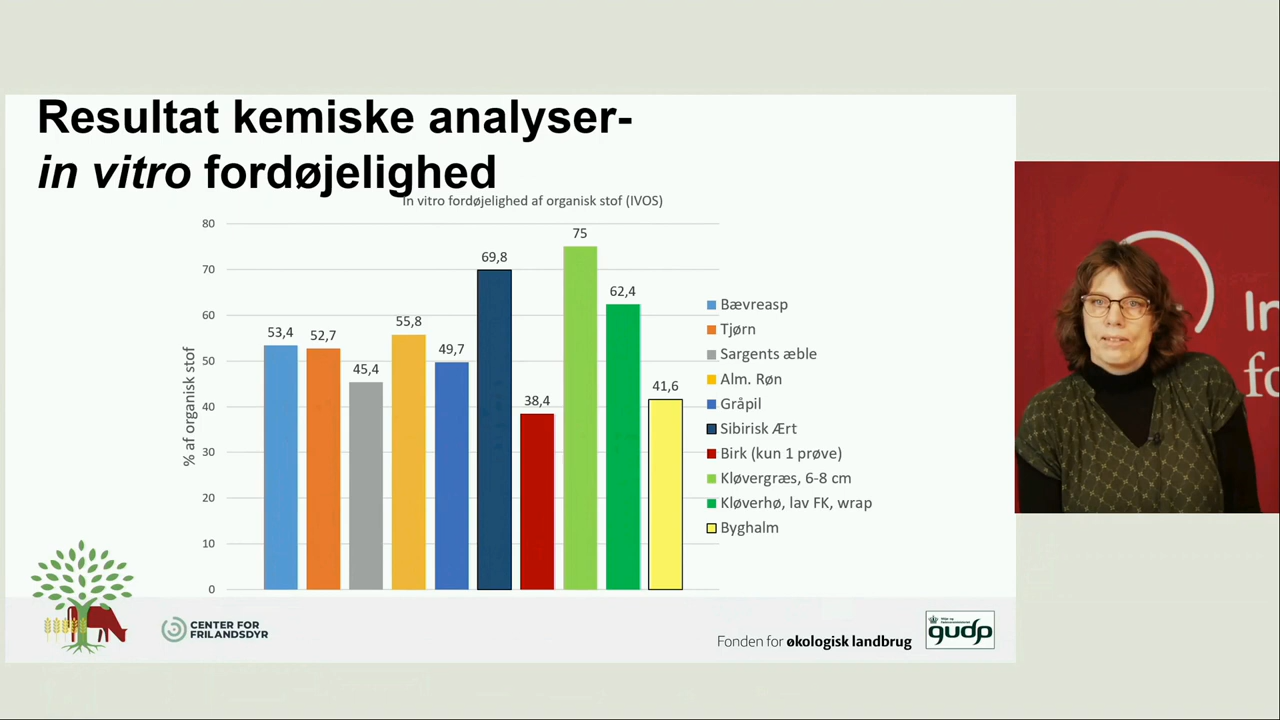 Resultat kemiske analyser-
in vitro fordøjelighed
In vitro fordøjelighed af organisk stof (IVOS)
% af organisk stof
80
70
60
50
40
30
20
10
0
53,4
52,7
45,4
55,8
49,7
69,8
38,4
75
62,4
41,6
Bævreasp
Tjørn
Sargents æble
Alm. Røn
Gråpil
Sibirisk Ært
Birk (kun 1 prøve)
Kløvergræs, 6-8 cm
Kløverhø, lav FK, wrap
Byghalm
CENTER FOR
FRILANDSDYR
Fonden for økologisk landbrug
gudp
In
fo